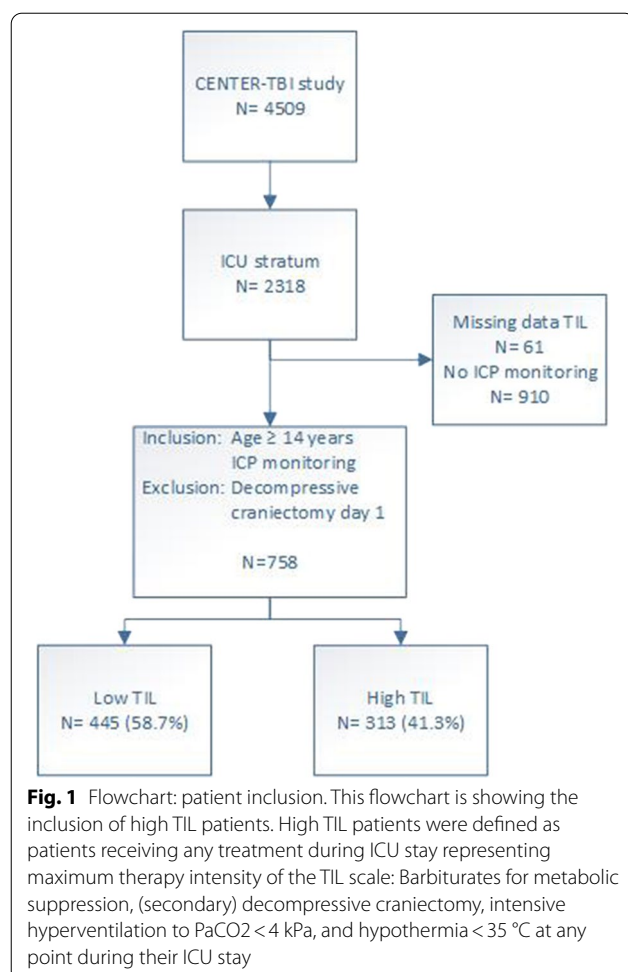 CENTER-TBI study
N= 4509
ICU stratum
N= 2318
Missing data TIL
N= 61
No ICP monitoring
N= 910
Inclusion: Age ≥ 14 years
ICP monitoring
Exclusion: Decompressive
craniectomy day 1
N=758
Low TIL
N= 445 (58.7%)
High TIL
N= 313 (41.3%)
Fig. 1 Flowchart: patient inclusion. This flowchart is showing the
inclusion of high TIL patients. High TIL patients were defined as
patients receiving any treatment during ICU stay representing
maximum therapy intensity of the TIL scale: Barbiturates for metabolic
suppression, (secondary) decompressive craniectomy, intensive
hyperventilation to PaCO2 < 4 kPa, and hypothermia < 35 °C at any
point during their ICU stay